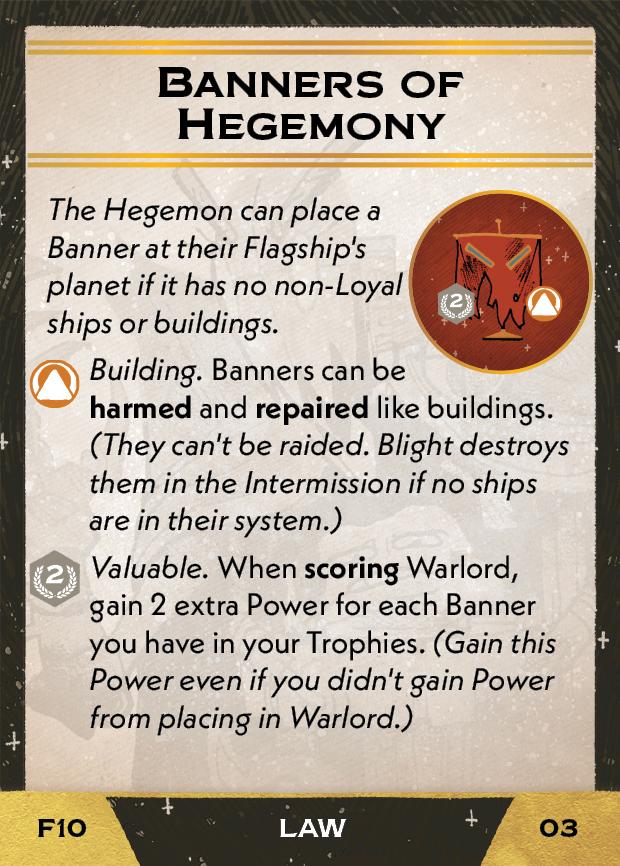 BANNERS OF
HEGEMONY
The Hegemon can place a
Banner at their Flagship's
planet if it has no non-Loyal
ships or buildings.
2
Building. Banners can be
harmed and repaired like buildings.
(They can't be raided. Blight destroys
them in the Intermission if no ships
are in their system.)
2
Valuable. When scoring Warlord,
gain 2 extra Power for each Banner
you have in your Trophies. (Gain this
Power even if you didn't gain Power
from placing in Warlord.)
F10
LAW
03